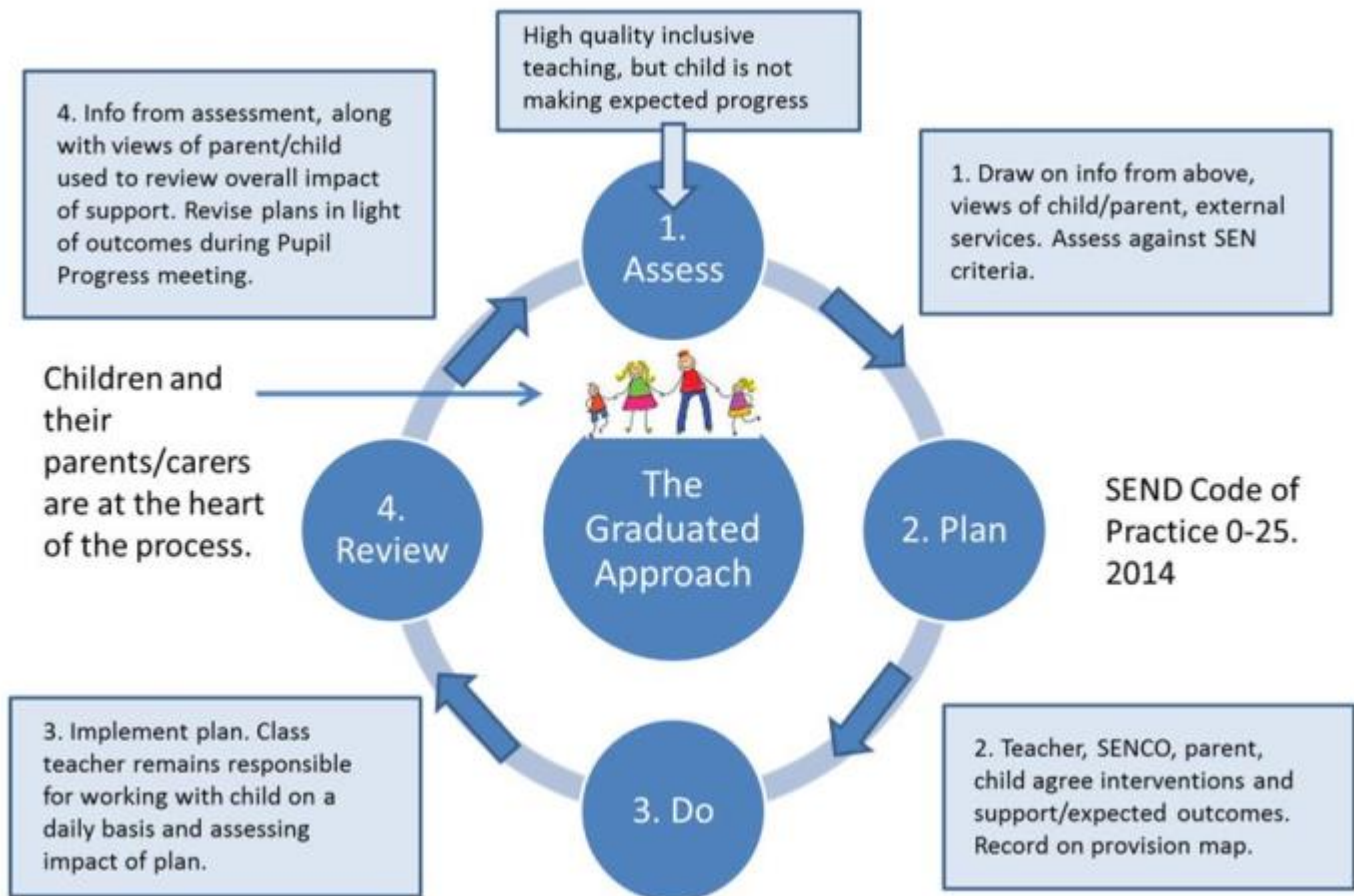 High quality inclusive
teaching, but child is not
making expected progress
4. Info from assessment, along
with views of parent/child
used to review overall impact
of support. Revise plans in light
of outcomes during Pupil
Progress meeting.
1. Draw on info from above,
views of child/parent, external
services. Assess against SEN
criteria.
1.
Assess
Children and
their
parents/carers
are at the heart
of the process.
The
Graduated
Approach
4.
Review
2. Plan
SEND Code of
Practice 0-25.
2014
3. Implement plan. Class
teacher remains responsible
for working with child on a
daily basis and assessing
impact of plan.
3. Do
2. Teacher, SENCO, parent,
child agree interventions and
support/expected outcomes.
Record on provision map.